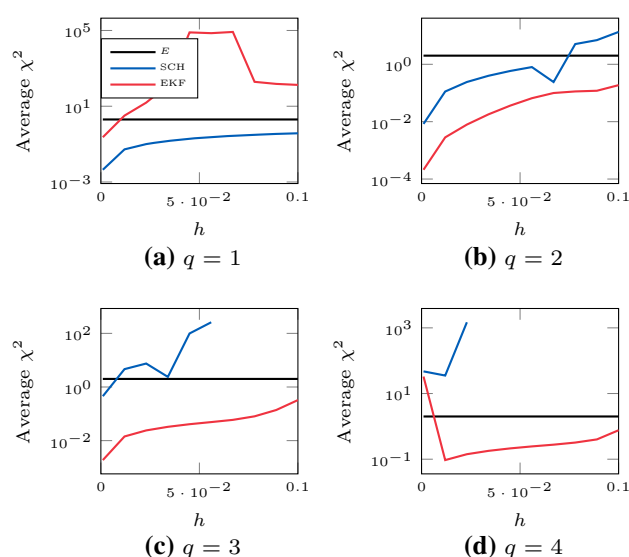 10^5
10^1
10^{-3}
Average χ^2
E
SCH
EKF
0
5 · 10^{-2}
0.1
h
(a) q = 1
10^0
10^{-2}
10^{-4}
Average χ^2
0
5 · 10^{-2}
0.1
h
(b) q = 2
10^2
10^0
10^{-2}
Average χ^2
0
5 · 10^{-2}
0.1
h
(c) q = 3
10^3
10^1
10^{-1}
Average χ^2
0
5 · 10^{-2}
0.1
h
(d) q = 4